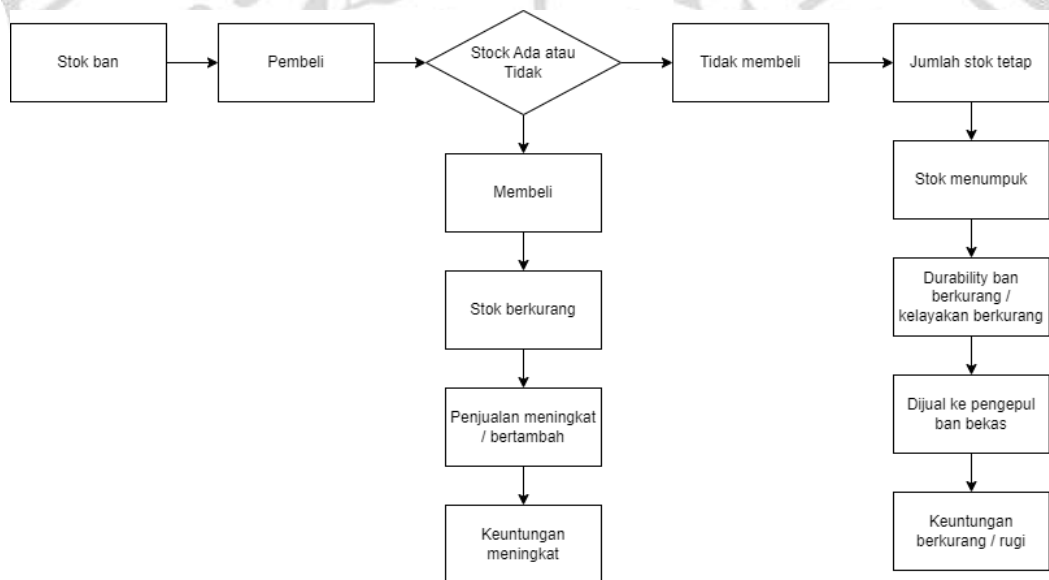 Stok ban
Pembeli
Stock Ada atau
Tidak
Tidak membeli
Jumlah stok tetap
Membeli
Stok berkurang
Penjualan meningkat
/ bertambah
Keuntungan
meningkat
Stok menumpuk
Durability ban
berkurang /
kelayakan berkurang
Dijual ke pengepul
ban bekas
Keuntungan
berkurang / rugi